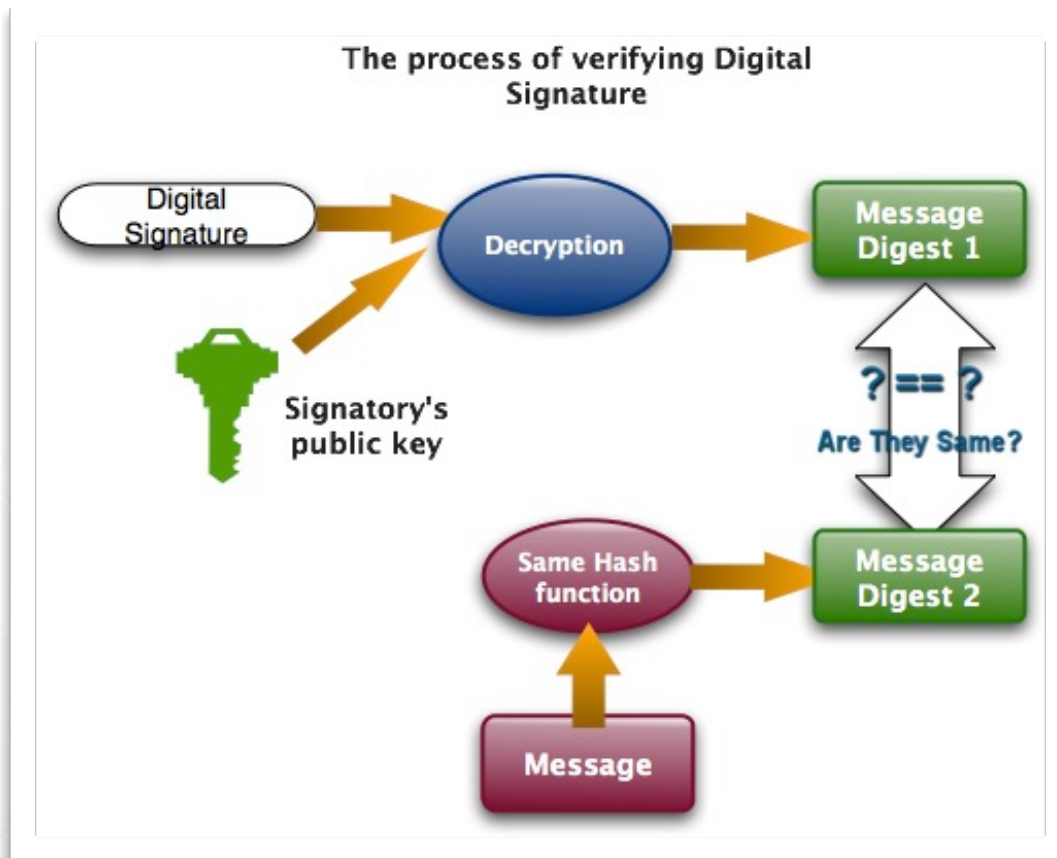 The process of verifying Digital
Signature
Digital
Signature
Decryption
Message
Digest 1
Signatory's
public key
? == ?
Are They Same?
Same Hash
function
Message
Digest 2
Message